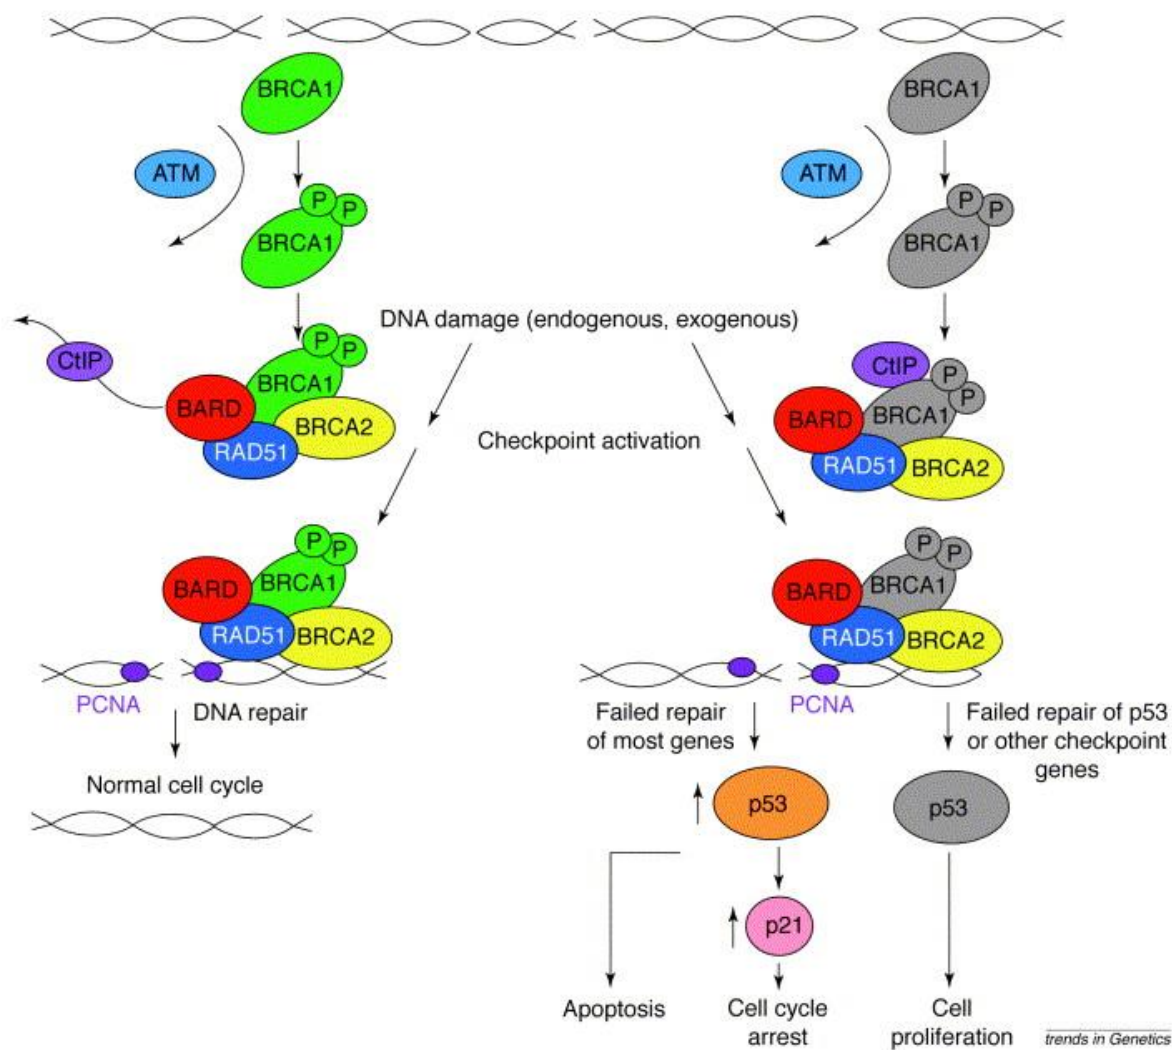 BRCA1
BRCA1
ATM
ATM
P
P
P
P
BRCA1
BRCA1
DNA damage (endogenous, exogenous)
P
P
CtIP
CtIP
BRCA1
P
P
BARD
BARD
BRCA1
BRCA2
Checkpoint activation
RAD51
RAD51
BRCA2
P
P
P
P
BARD
BRCA1
BARD
BRCA1
RAD51
BRCA2
RAD51
BRCA2
PCNA
DNA repair
Failed repair
of most genes
PCNA
Failed repair of p53
or other checkpoint
genes
Normal cell cycle
p53
p53
p21
Apoptosis
Cell cycle
arrest
Cell
proliferation
trends in Genetics